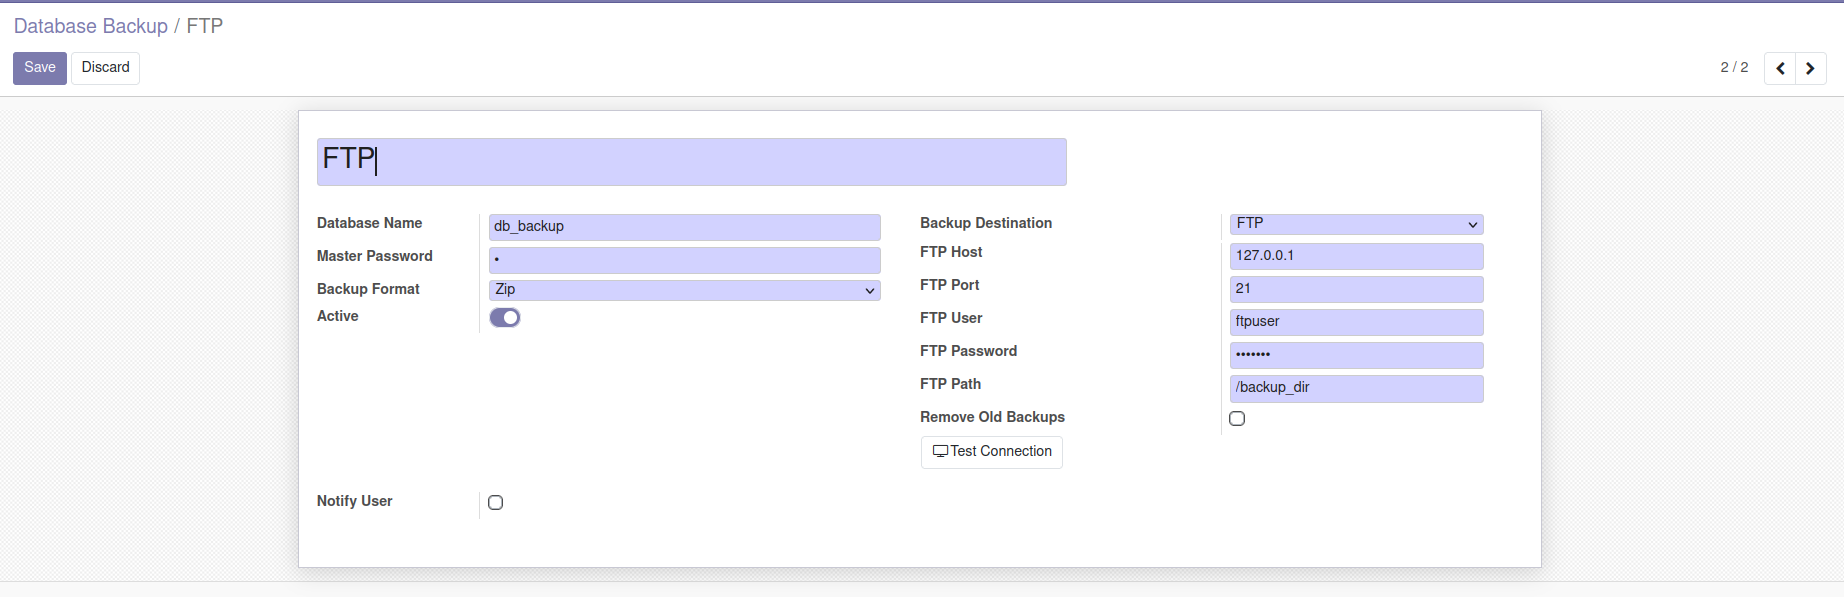 Database Backup / FTP
Save Discard 2 / 2
FTP
Database Name db_backup
Master Password •
Backup Format Zip
Active
Backup Destination FTP
FTP Host 127.0.0.1
FTP Port 21
FTP User ftpuser
FTP Password •••••••
FTP Path /backup_dir
Remove Old Backups
Test Connection
Notify User